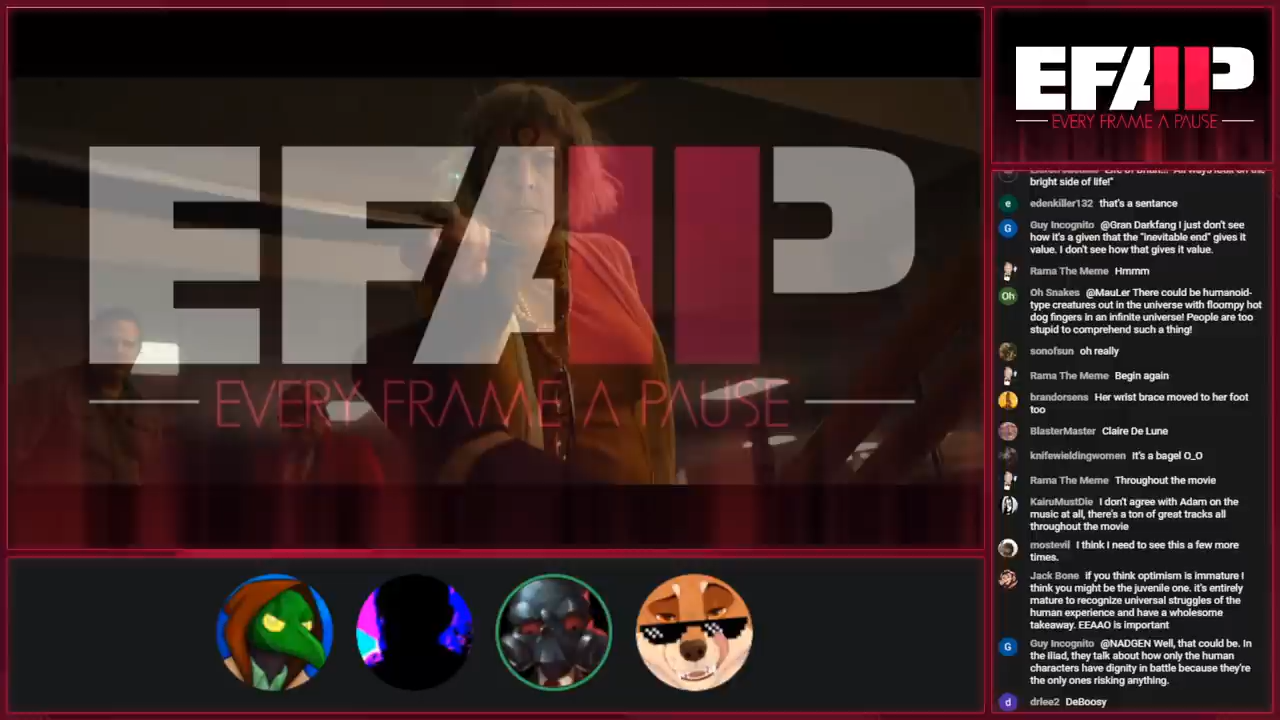 EFAP
EVERY FRAME A PAUSE
EFAP
EVERY FRAME A PAUSE
bright side of life!"
edenkiller132 that's a sentence
Guy Incognito @Gran Darkfang I just don't see
how it's a given that the "inevitable end" gives it
value. I don't see how that gives it value.
Rama The Meme Hmmm
Oh
Oh Snakes @MauLer There could be humanoid-
type creatures out in the universe with floompy hot
dog fingers in an infinite universe! People are too
stupid to comprehend such a thing!
sonofsun oh really
Rama The Meme Begin again
brandorsens Her wrist brace moved to her foot
too
BlasterMaster Claire De Lune
knifewieldingwomen It's a bagel O_O
Rama The Meme Throughout the movie
KairuMustDie I don't agree with Adam on the
music at all, there's a ton of great tracks all
throughout the movie
mostevil I think I need to see this a few more
times.
Jack Bone if you think optimism is immature I
think you might be the juvenile one. it's entirely
mature to recognize universal struggles of the
human experience and have a wholesome
takeaway. EEAAO is important
Guy Incognito @NADGEN Well, that could be. In
the iliad, they talk about how only the human
characters have dignity in battle because they're
the only ones risking anything.
drlee2 DeBoosy